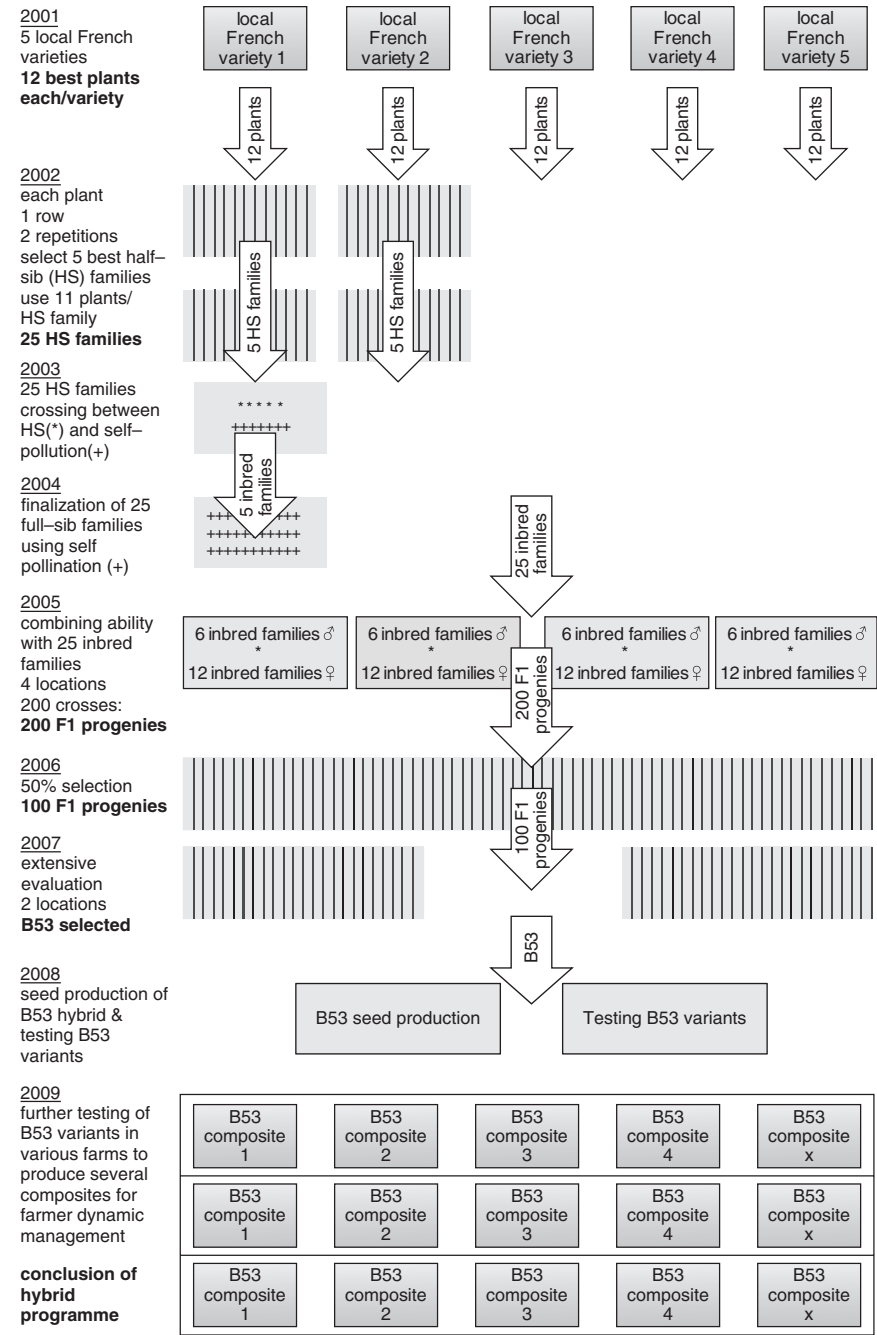 2001
5 local French
varieties
12 best plants
each/variety
local
French
variety 1
local
French
variety 2
local
French
variety 3
local
French
variety 4
local
French
variety 5
12 plants
12 plants
12 plants
12 plants
12 plants
2002
each plant
1 row
2 repetitions
select 5 best half–
sib (HS) families
use 11 plants/
HS family
25 HS families
5 HS families
5 HS families
2003
25 HS families
crossing between
HS(*) and self–
pollution(+)
* * * * *
+++++++
5 inbred
families
2004
finalization of 25
full–sib families
using self
pollination (+)
+++ +++
++++++++++++
++++++++++++
25 inbred
families
2005
combining ability
with 25 inbred
families
4 locations
200 crosses:
200 F1 progenies
6 inbred families ♂
*
12 inbred families ♀
6 inbred families ♂
*
12 inbred families ♀
6 inbred families ♂
*
12 inbred families ♀
6 inbred families ♂
*
12 inbred families ♀
200 F1
progenies
2006
50% selection
100 F1 progenies
100 F1
progenies
2007
extensive
evaluation
2 locations
B53 selected
B53
2008
seed production of
B53 hybrid &
testing B53
variants
B53 seed production
Testing B53 variants
2009
further testing of
B53 variants in
various farms to
produce several
composites for
farmer dynamic
management
conclusion of
hybrid
programme
B53
composite
1
B53
composite
2
B53
composite
3
B53
composite
4
B53
composite
x
B53
composite
1
B53
composite
2
B53
composite
3
B53
composite
4
B53
composite
x
B53
composite
1
B53
composite
2
B53
composite
3
B53
composite
4
B53
composite
x